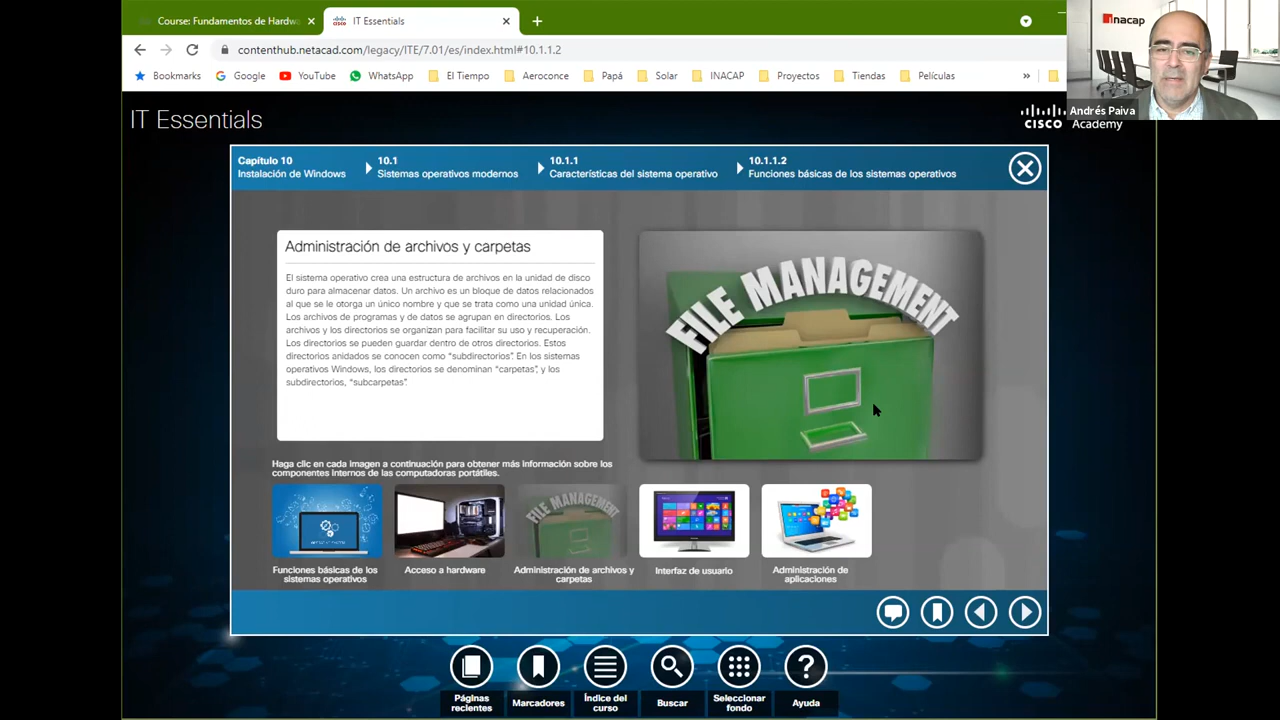 Course: Fundamentos de Hardw
IT Essentials
contenthub.netacad.com/legacy/ITE/7.01/es/index.html#10.1.1.2
Bookmarks
Google
YouTube
WhatsApp
El Tiempo
Aeroconce
Papá
Solar
INACAP
Proyectos
Tiendas
Películas
»
inacap
Andrés Paiva
IT Essentials
CISCO Academy
Capítulo 10
Instalación de Windows
10.1
Sistemas operativos modernos
10.1.1
Características del sistema operativo
10.1.1.2
Funciones básicas de los sistemas operativos
Administración de archivos y carpetas
El sistema operativo crea una estructura de archivos en la unidad de disco
duro para almacenar datos. Un archivo es un bloque de datos relacionados
al que se le otorga un único nombre y que se trata como una unidad única.
Los archivos de programas y de datos se agrupan en directorios. Los
archivos y los directorios se organizan para facilitar su uso y recuperación.
Los directorios se pueden guardar dentro de otros directorios. Estos
directorios anidados se conocen como “subdirectorios”. En los sistemas
operativos Windows, los directorios se denominan “carpetas”, y los
subdirectorios, “subcarpetas”.
FILE MANAGEMENT
Haga clic en cada imagen a continuación para obtener más información sobre los
componentes internos de las computadoras portátiles.
FILE MANAGEMENT
Funciones básicas de los
sistemas operativos
Acceso a hardware
Administración de archivos y
carpetas
Interfaz de usuario
Administración de
aplicaciones
Páginas
recientes
Marcadores
Índice del
curso
Buscar
Seleccionar
fondo
Ayuda